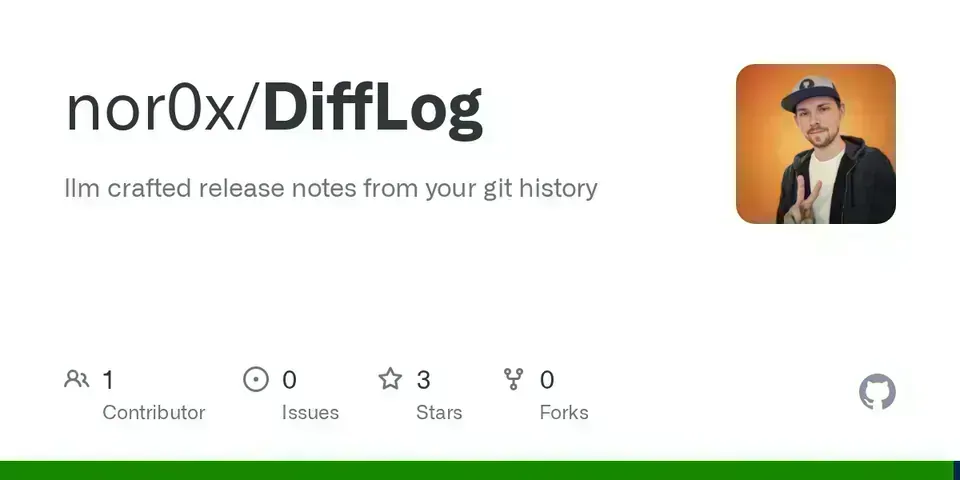 nor0x/DiffLog
llm crafted release notes from your git history
1
Contributor
0
Issues
3
Stars
0
Forks